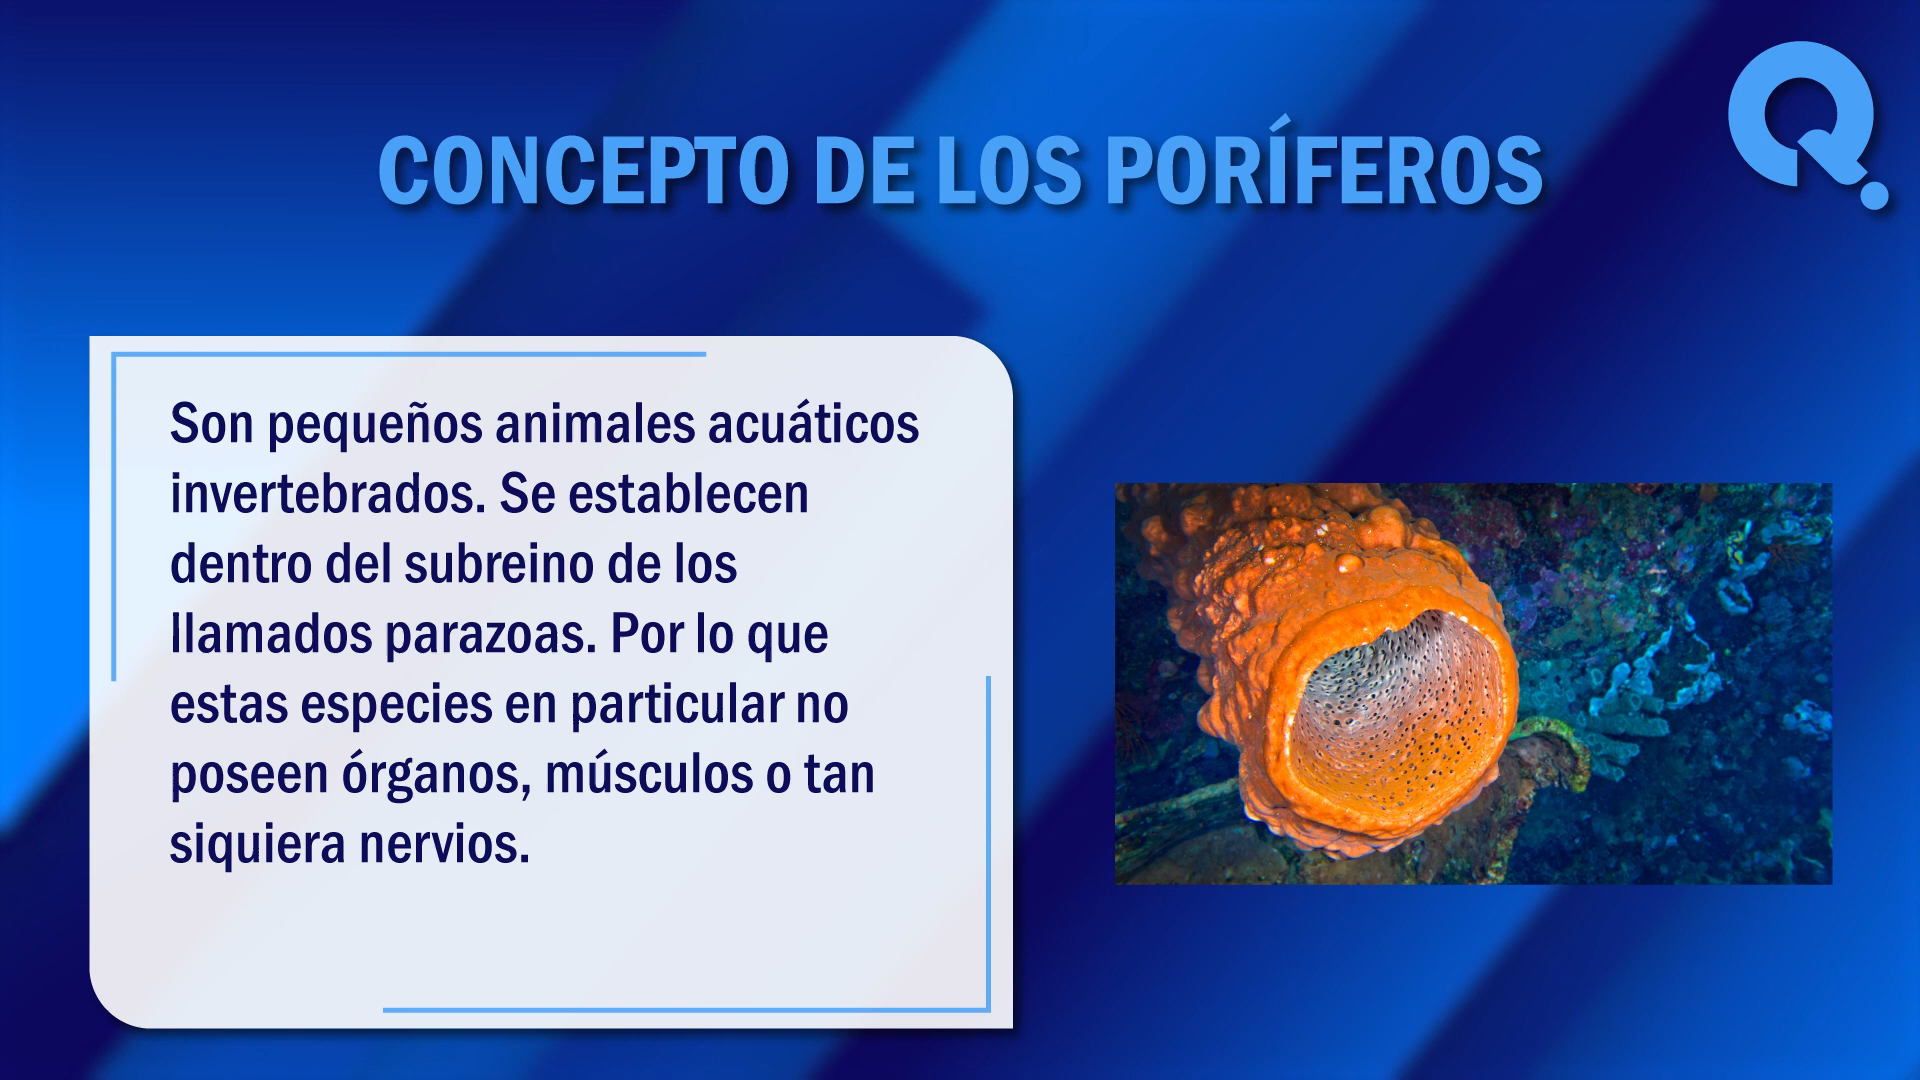 CONCEPTO DE LOS PORÍFEROS
Son pequeños animales acuáticos
invertebrados. Se establecen
dentro del subreino de los
llamados parazoas. Por lo que
estas especies en particular no
poseen órganos, músculos o tan
siquiera nervios.